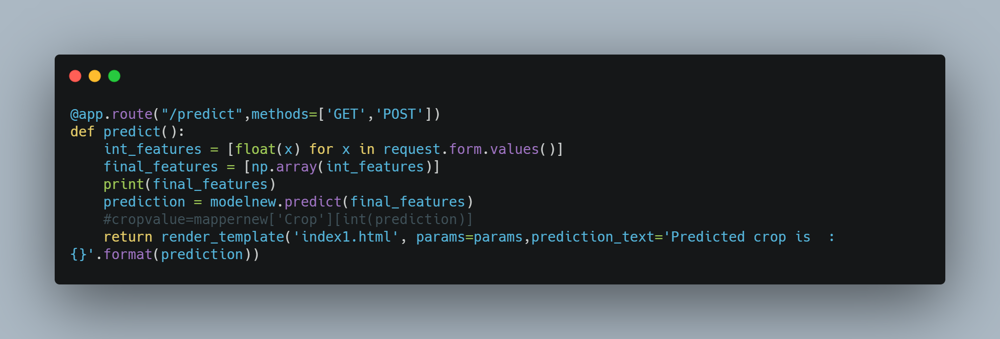 @app.route("/predict",methods=['GET','POST'])
def predict():
    int_features = [float(x) for x in request.form.values()]
    final_features = [np.array(int_features)]
    print(final_features)
    prediction = modelnew.predict(final_features)
    #cropvalue=mappernew['Crop'][int(prediction)]
    return render_template('index1.html', params=params,prediction_text='Predicted crop is  :
{}'.format(prediction))